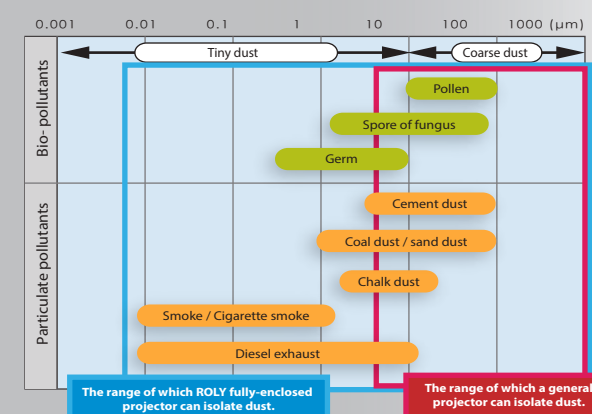 0.001 0.01 0.1 1 10 100 1000 (μm)
Tiny dust Coarse dust
Bio- pollutants
Pollen
Spore of fungus
Germ
Particulate pollutants
Cement dust
Coal dust / sand dust
Chalk dust
Smoke / Cigarette smoke
Diesel exhaust
The range of which ROLY fully-enclosed
projector can isolate dust.
The range of which a general
projector can isolate dust.